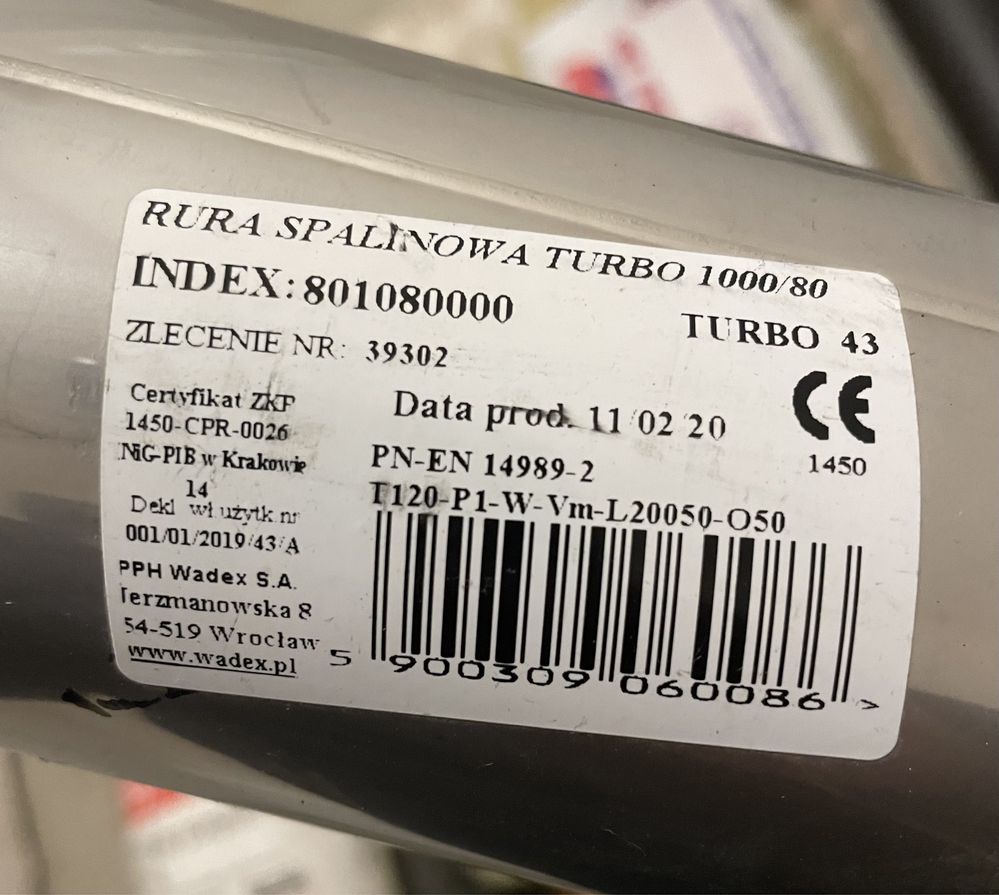 RURA SPALINOWA TURBO 1000/80
INDEX: 801080000
TURBO 43
ZLECENIE NR: 39302
Certyfikat ZKP
1450-CPR-0026
NiG-PIB w Krakowie
14
Dekl wł.użytk.nr
001/01/2019/43/A
PPH Wadex S.A.
Ierzmanowska 8
54-519 Wrocław
www.wadex.pl
Data prod. 11 02 20
CE
1450
PN-EN 14989-2
T120-P1-W-Vm-L20050-O50
5 900309 060086 >